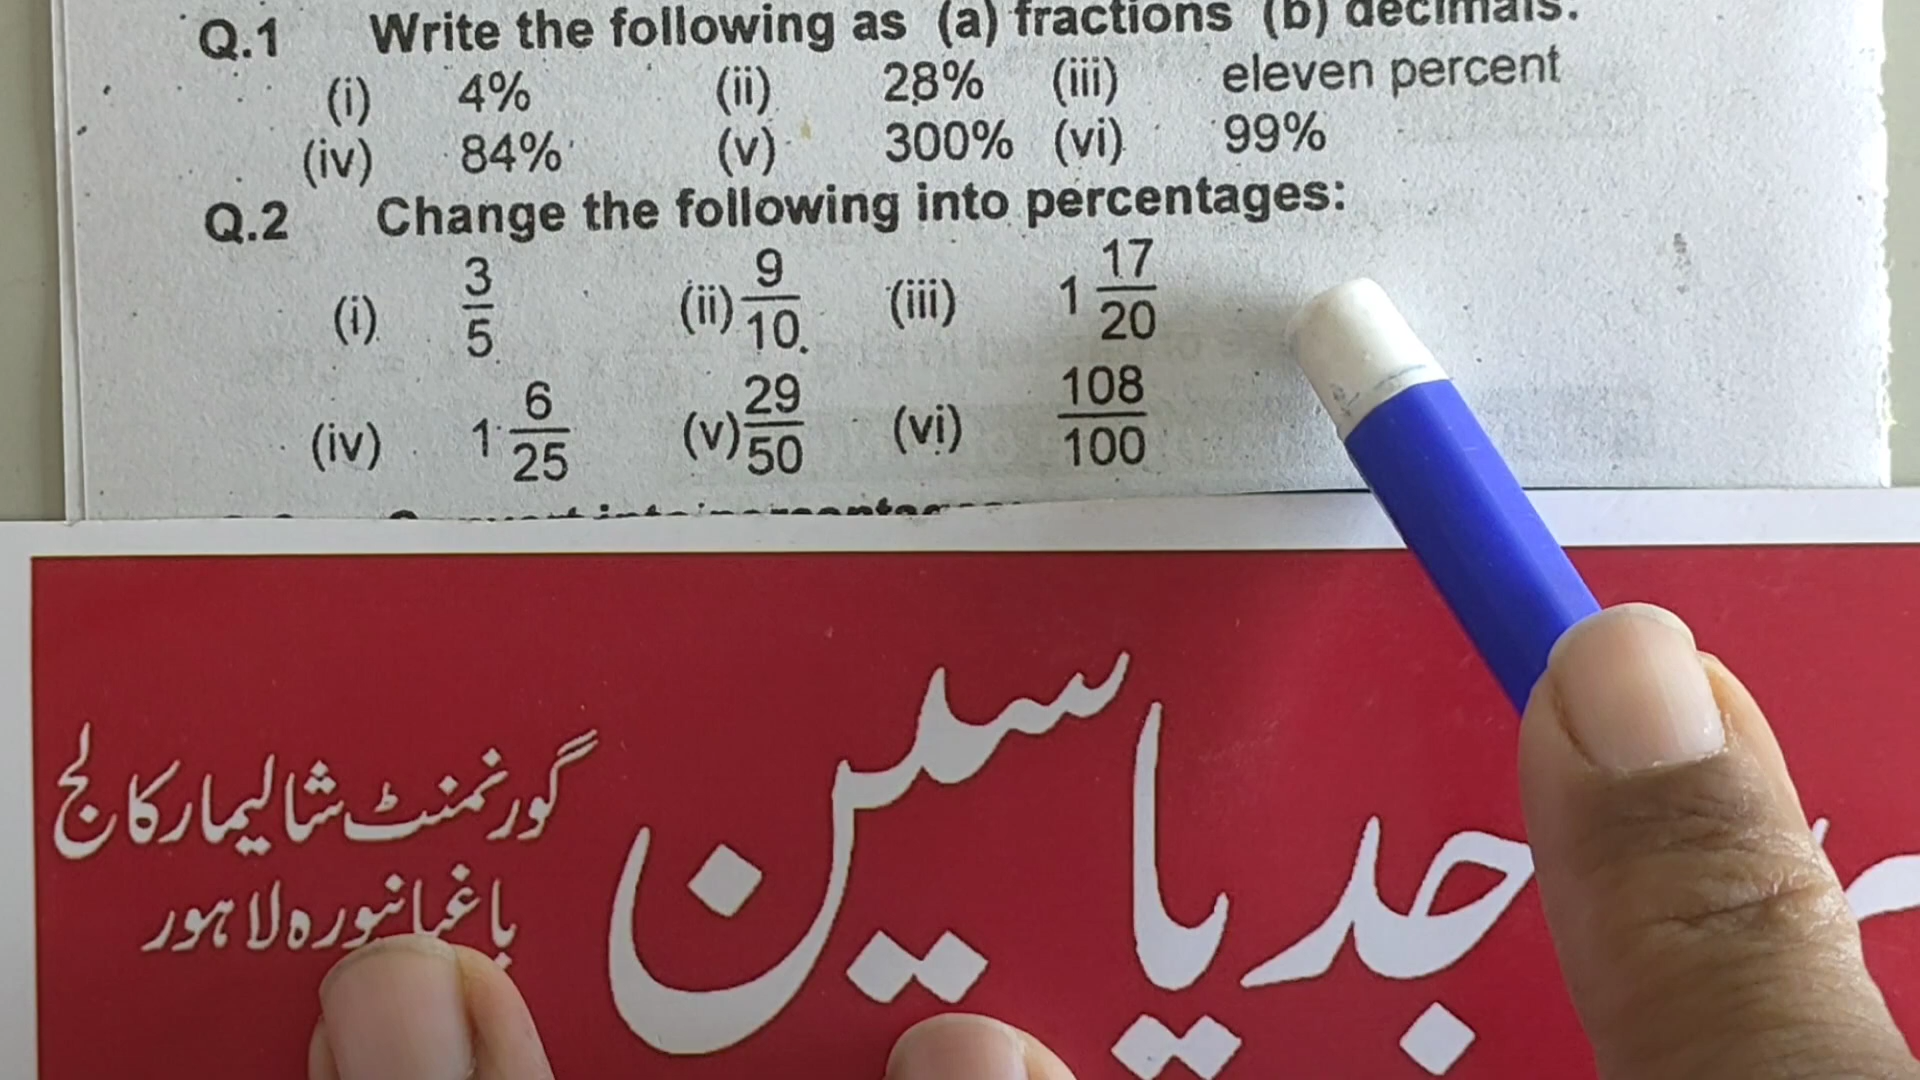 Q.1 Write the following as (a) fractions (b) decimals.
(i) 4% (ii) 28% (iii) eleven percent
(iv) 84% (v) 300% (vi) 99%
Q.2 Change the following into percentages:
(i) 3/5 (ii) 9/10 (iii) 1 17/20
(iv) 1 6/25 (v) 29/50 (vi) 108/100
گورنمنٹ شالیمار کالج
باغبانپورہ لاہور